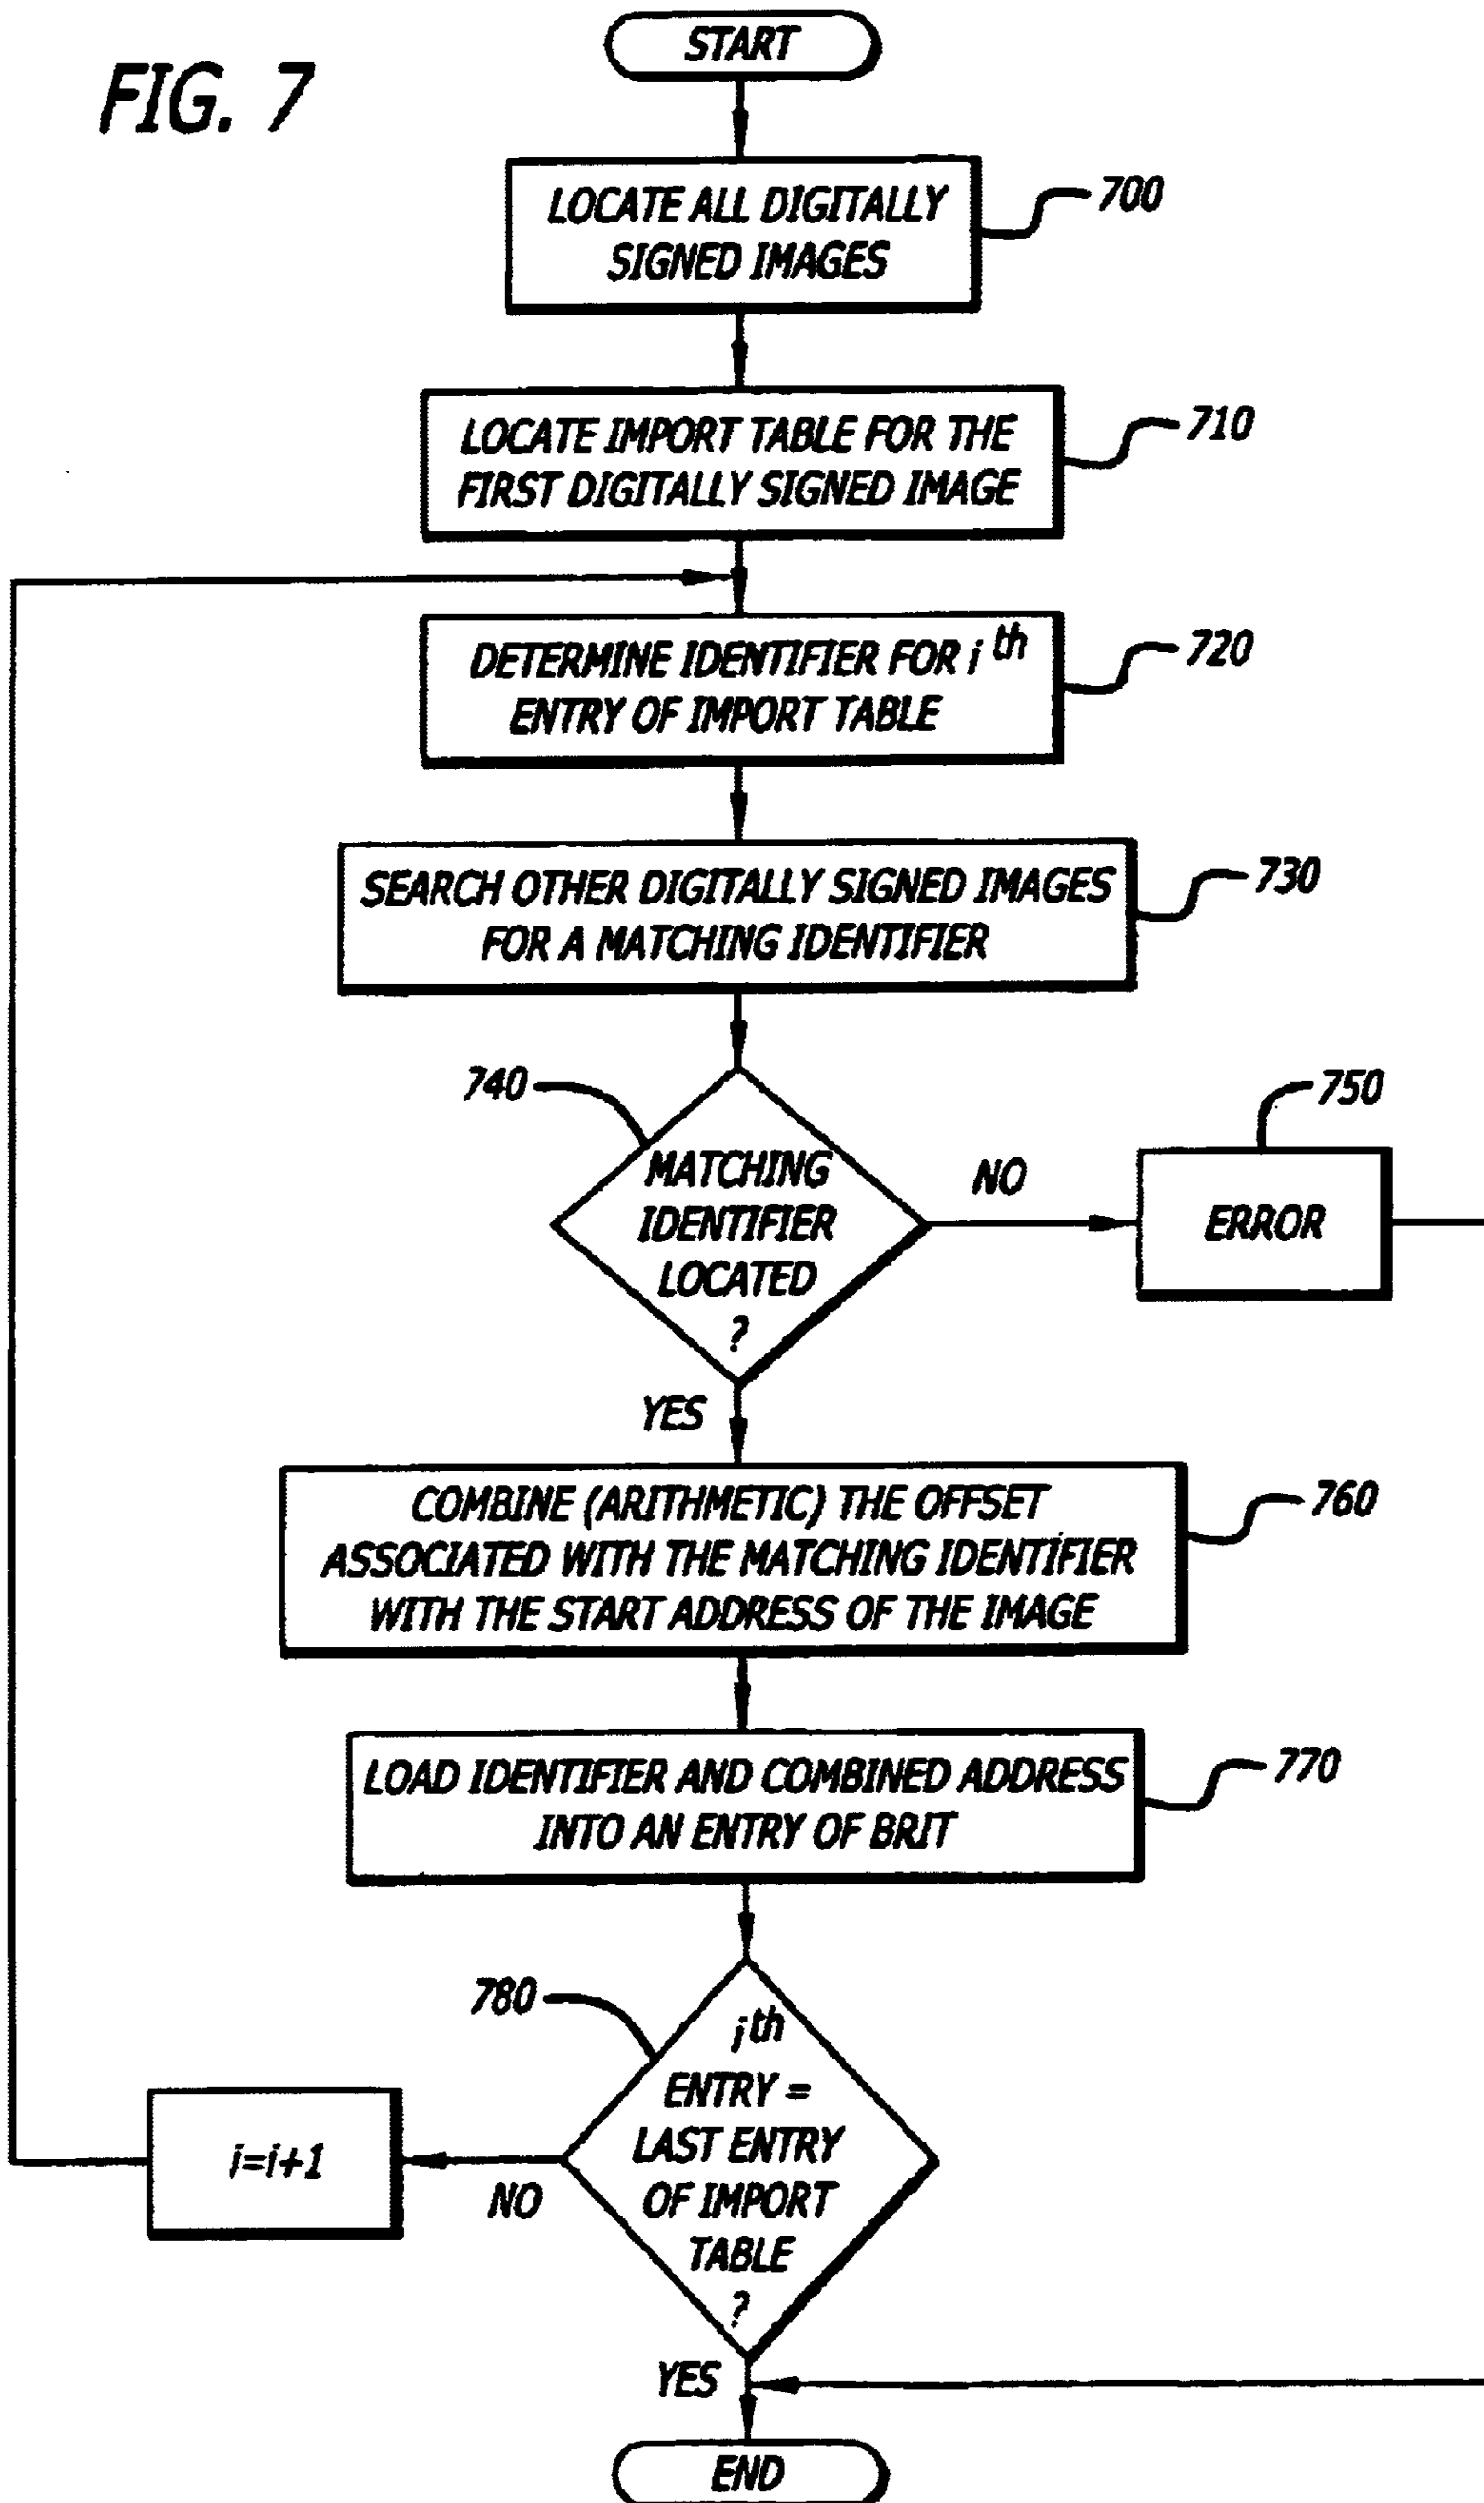 FIG. 7
START
LOCATE ALL DIGITALLY
SIGNED IMAGES
700
LOCATE IMPORT TABLE FOR THE
FIRST DIGITALLY SIGNED IMAGE
710
DETERMINE IDENTIFIER FOR i th
ENTRY OF IMPORT TABLE
720
SEARCH OTHER DIGITALLY SIGNED IMAGES
FOR A MATCHING IDENTIFIER
730
740
MATCHING
IDENTIFIER
LOCATED
?
NO
750
ERROR
YES
COMBINE (ARITHMETIC) THE OFFSET
ASSOCIATED WITH THE MATCHING IDENTIFIER
WITH THE START ADDRESS OF THE IMAGE
760
LOAD IDENTIFIER AND COMBINED ADDRESS
INTO AN ENTRY OF BRIT
770
780
i th
ENTRY =
LAST ENTRY
OF IMPORT
TABLE
?
NO
i=i+1
YES
END